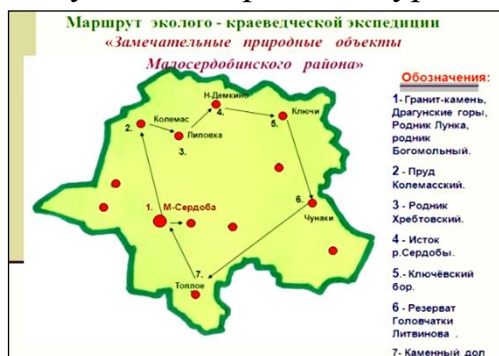 Маршрут эколого - краеведческой экспедиции
«Замечательные природные объекты
Малосердобинского района»
Обозначения:
1- Гранит-камень,
Драгунские горы,
Родник Лунка,
родник
Богомольный.
2 - Пруд
Колемасский.
3 - Родник
Хребтовский.
4 - Исток
р.Сердобы.
5.- Ключёвский
бор.
6 - Резерват
Головчатки
Литвинова .
7- Каменный дол
Н-Демкино
4.
Ключи
5.
Колемас
2.
Липовка
3.
6.
Чунаки
1.
М-Сердоба
7.
Топлое